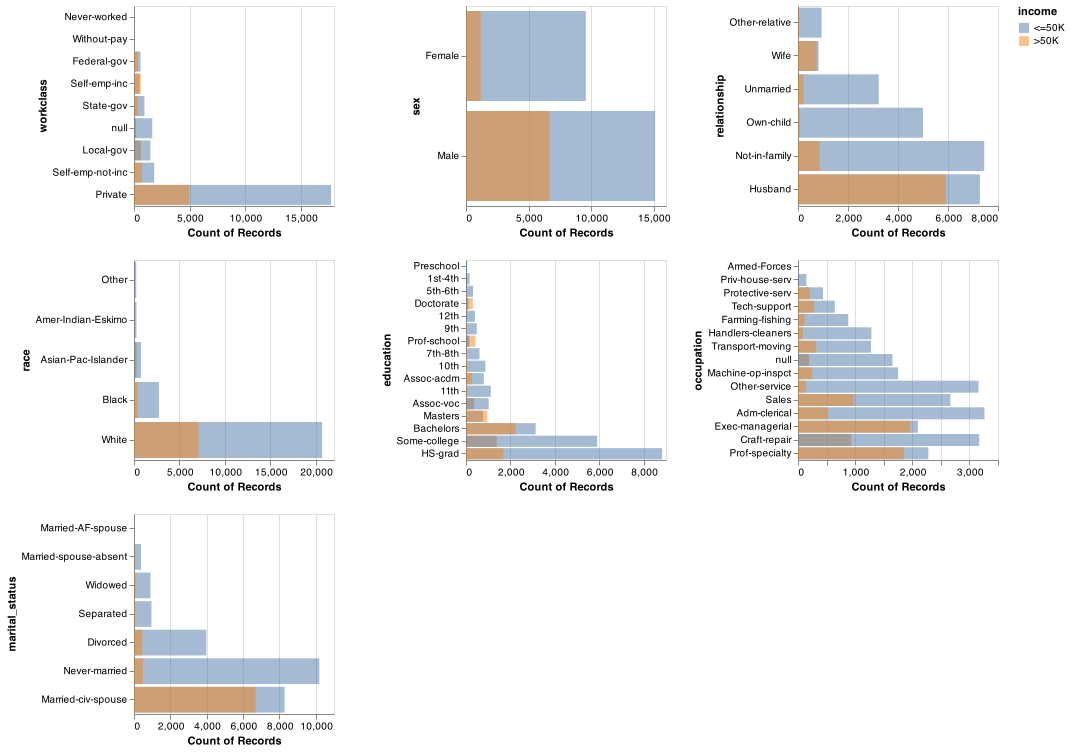 workclass
Never-worked
Without-pay
Federal-gov
Self-emp-inc
State-gov
null
Local-gov
Self-emp-not-inc
Private
0 5,000 10,000 15,000
Count of Records
sex
Female
Male
0 5,000 10,000 15,000
Count of Records
relationship
Other-relative
Wife
Unmarried
Own-child
Not-in-family
Husband
0 2,000 4,000 6,000 8,000
Count of Records
income
<=50K
>50K
race
Other
Amer-Indian-Eskimo
Asian-Pac-Islander
Black
White
0 5,000 10,000 15,000 20,000
Count of Records
education
Preschool
1st-4th
5th-6th
Doctorate
12th
9th
Prof-school
7th-8th
10th
Assoc-acdm
11th
Assoc-voc
Masters
Bachelors
Some-college
HS-grad
0 2,000 4,000 6,000 8,000
Count of Records
occupation
Armed-Forces
Priv-house-serv
Protective-serv
Tech-support
Farming-fishing
Handlers-cleaners
Transport-moving
null
Machine-op-inspct
Other-service
Sales
Adm-clerical
Exec-managerial
Craft-repair
Prof-specialty
0 1,000 2,000 3,000
Count of Records
marital_status
Married-AF-spouse
Married-spouse-absent
Widowed
Separated
Divorced
Never-married
Married-civ-spouse
0 2,000 4,000 6,000 8,000 10,000
Count of Records